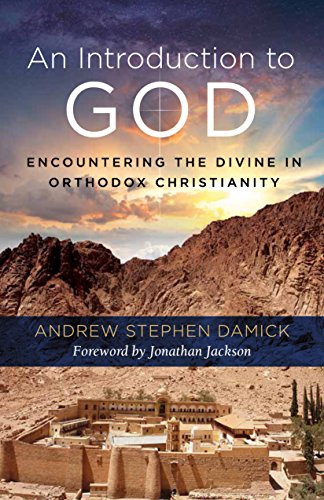 An Introduction to
GOD
ENCOUNTERING THE DIVINE IN
ORTHODOX CHRISTIANITY
ANDREW STEPHEN DAMICK
Foreword by Jonathan Jackson